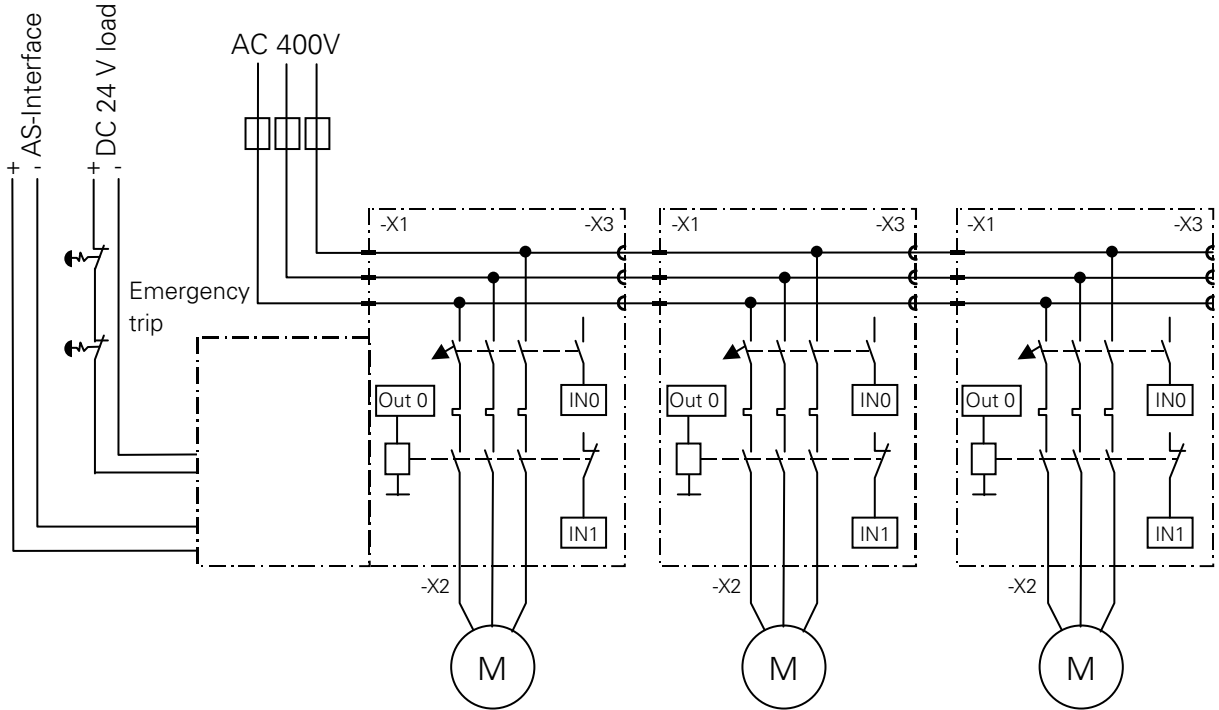 + - AS-Interface
+ - DC 24 V load
AC 400V
Emergency
trip
-X1
-X3
-X1
-X3
-X1
-X3
Out 0
IN0
Out 0
IN0
Out 0
IN0
IN1
IN1
IN1
-X2
-X2
-X2
M
M
M